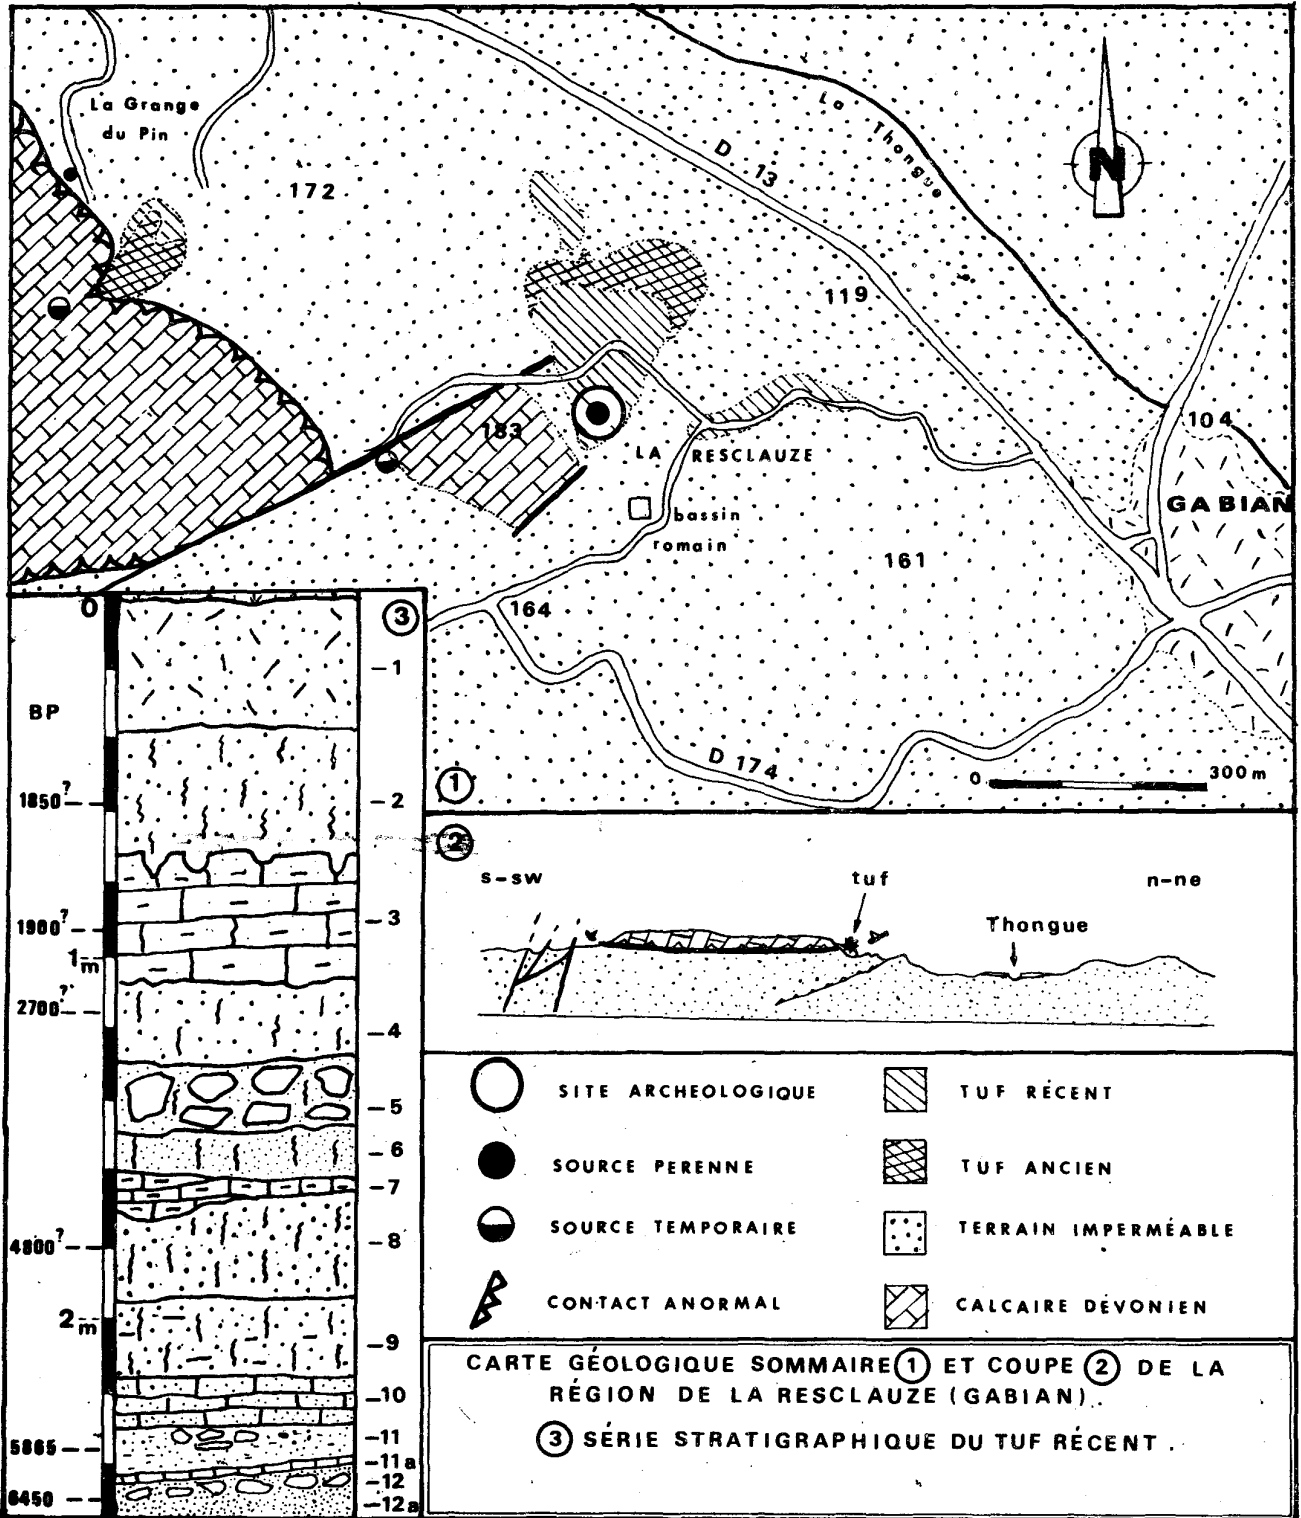 La Grange
du Pin
172
D 13
La Thongue
N
119
183
104
GABIAN
LA RESCLAUZE
bassin
romain
161
164
D 174
1
0 300 m
3
0
BP
1850?
1900?
1m
2700?
4800?
2m
5865
6450
1
2
3
4
5
6
7
8
9
10
11
11a
12
12a
2
s-sw
tuf
n-ne
Thongue
SITE ARCHEOLOGIQUE
TUF RÉCENT
SOURCE PERENNE
TUF ANCIEN
SOURCE TEMPORAIRE
TERRAIN IMPERMÉABLE
CONTACT ANORMAL
CALCAIRE DÉVONIEN
CARTE GÉOLOGIQUE SOMMAIRE 1 ET COUPE 2 DE LA
RÉGION DE LA RESCLAUZE (GABIAN).
3 SÉRIE STRATIGRAPHIQUE DU TUF RÉCENT.